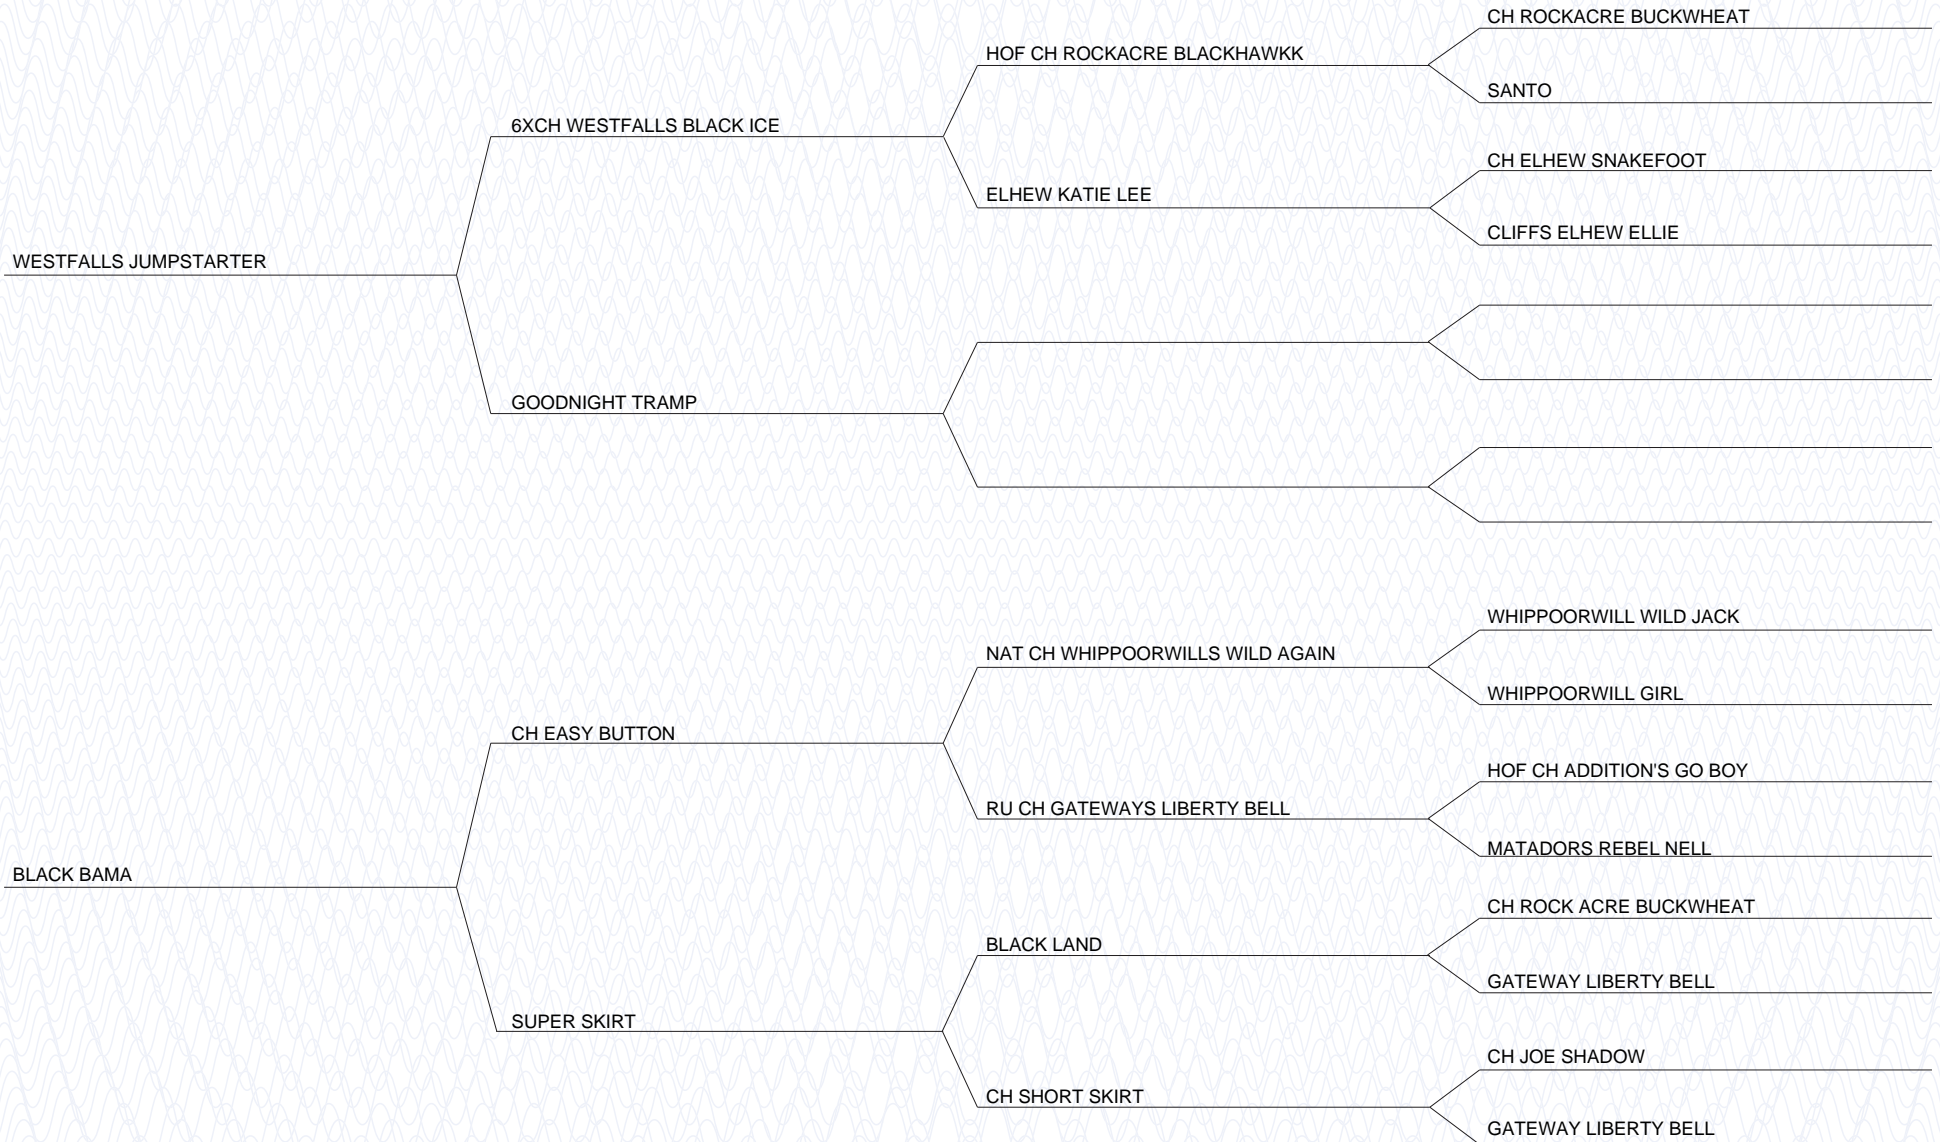 CH ROCKACRE BUCKWHEAT
HOF CH ROCKACRE BLACKHAWKK
SANTO
6XCH WESTFALLS BLACK ICE
CH ELHEW SNAKEFOOT
ELHEW KATIE LEE
CLIFFS ELHEW ELLIE
WESTFALLS JUMPSTARTER
GOODNIGHT TRAMP
WHIPPOORWILL WILD JACK
NAT CH WHIPPOORWILLS WILD AGAIN
WHIPPOORWILL GIRL
CH EASY BUTTON
HOF CH ADDITION'S GO BOY
RU CH GATEWAYS LIBERTY BELL
MATADORS REBEL NELL
BLACK BAMA
CH ROCK ACRE BUCKWHEAT
BLACK LAND
GATEWAY LIBERTY BELL
SUPER SKIRT
CH JOE SHADOW
CH SHORT SKIRT
GATEWAY LIBERTY BELL